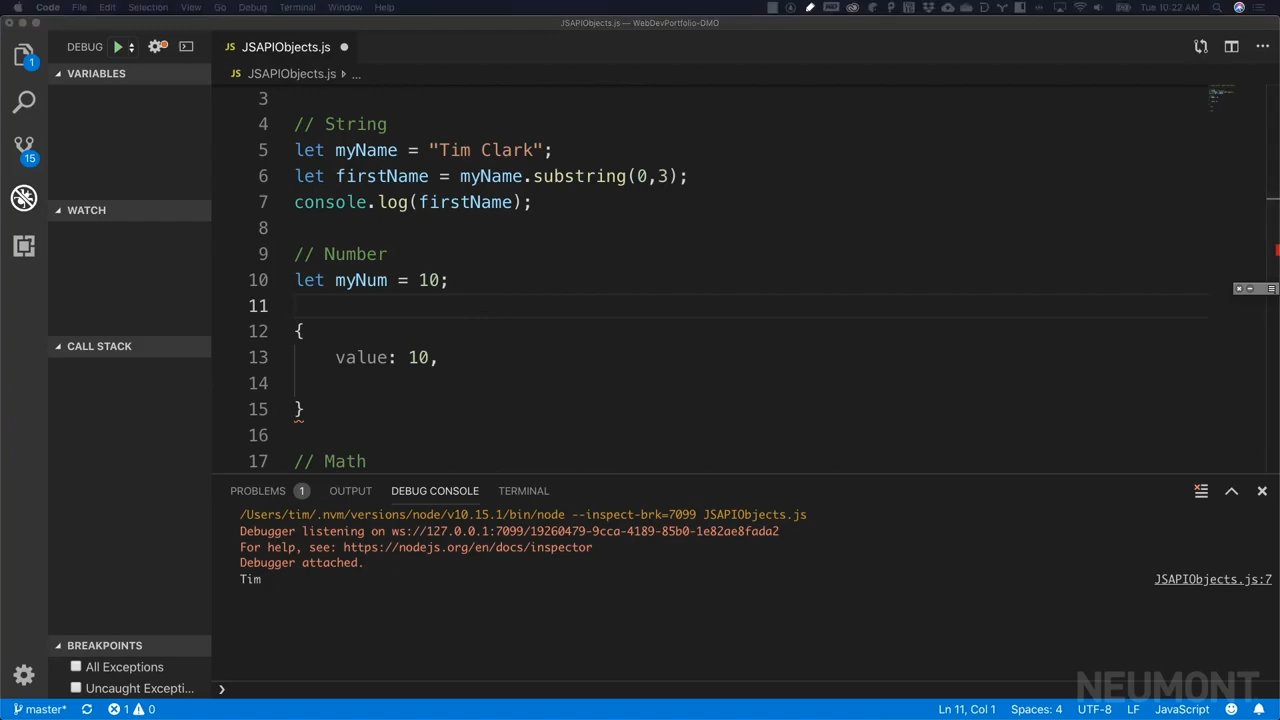 Code File Edit Selection View Go Debug Terminal Window Help
Tue 10:22 AM
JSAPIObjects.js — WebDevPortfolio-DMO
1
DEBUG
JS JSAPIObjects.js
JS JSAPIObjects.js ...
VARIABLES
3
4 // String
5 let myName = "Tim Clark";
6 let firstName = myName.substring(0,3);
15
7 console.log(firstName);
WATCH
8
9 // Number
10 let myNum = 10;
11
12 {
13 value: 10,
CALL STACK
14
15 }
16
17 // Math
PROBLEMS 1 OUTPUT DEBUG CONSOLE TERMINAL
/Users/tim/.nvm/versions/node/v10.15.1/bin/node --inspect-brk=7099 JSAPIObjects.js
Debugger listening on ws://127.0.0.1:7099/19260479-9cca-4189-85b0-1e82ae8fada2
For help, see: https://nodejs.org/en/docs/inspector
Debugger attached.
Tim JSAPIObjects.js:7
BREAKPOINTS
All Exceptions
Uncaught Excepti...
NEUMONT
master* 1 0 Ln 11, Col 1 Spaces: 4 UTF-8 LF JavaScript